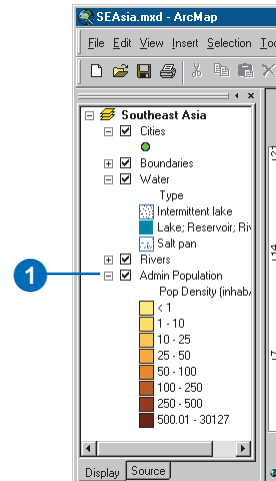 SEAsia.mxd - ArcMap
File Edit View Insert Selection
Southeast Asia
Cities
Boundaries
Water
Type
Intermittent lake
Lake; Reservoir;
Salt pan
Rivers
1
Admin Population
Pop Density
< 1
1 - 10
10 - 25
25 - 50
50 - 100
100 - 250
250 - 500
500.01 - 30127
Display Source